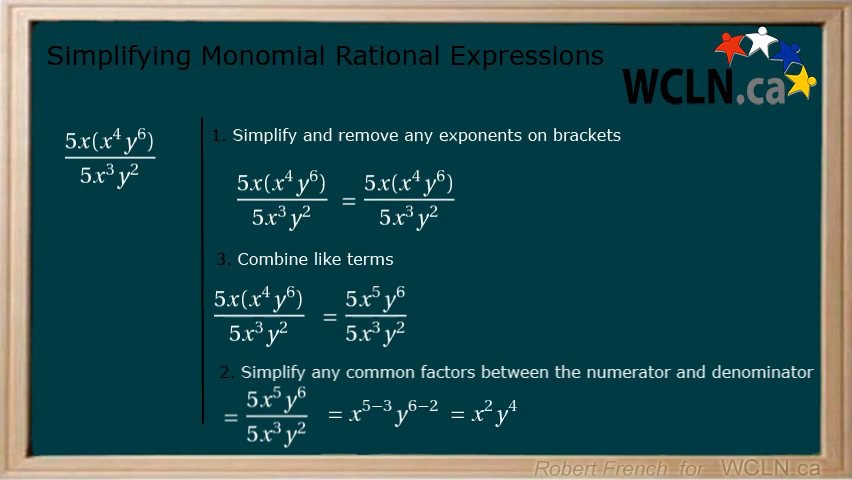 Simplifying Monomial Rational Expressions
WCLN.ca
5x(x⁴y⁶)
5x³y²
1. Simplify and remove any exponents on brackets
5x(x⁴y⁶) / 5x³y² = 5x(x⁴y⁶) / 5x³y²
3. Combine like terms
5x(x⁴y⁶) / 5x³y² = 5x⁵y⁶ / 5x³y²
2. Simplify any common factors between the numerator and denominator
= 5x⁵y⁶ / 5x³y² = x⁵⁻³y⁶⁻² = x²y⁴
Robert French for WCLN.ca